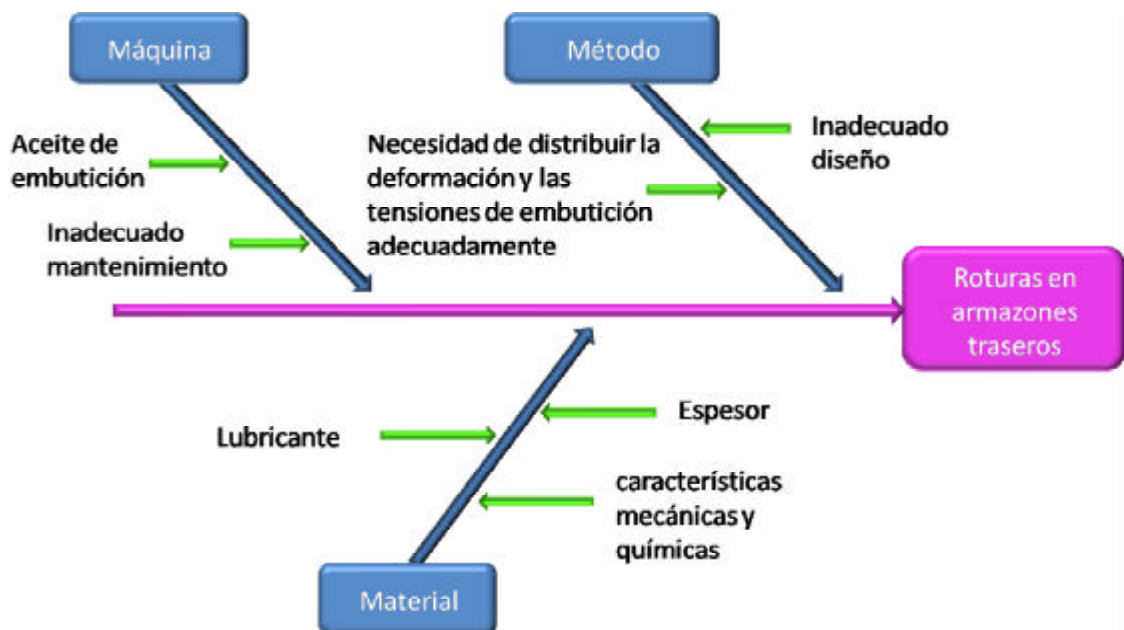 Máquina
Método
Aceite de
embutición
Inadecuado
mantenimiento
Necesidad de distribuir la
deformación y las
tensiones de embutición
adecuadamente
Inadecuado
diseño
Roturas en
armazones
traseros
Lubricante
Espesor
características
mecánicas y
químicas
Material